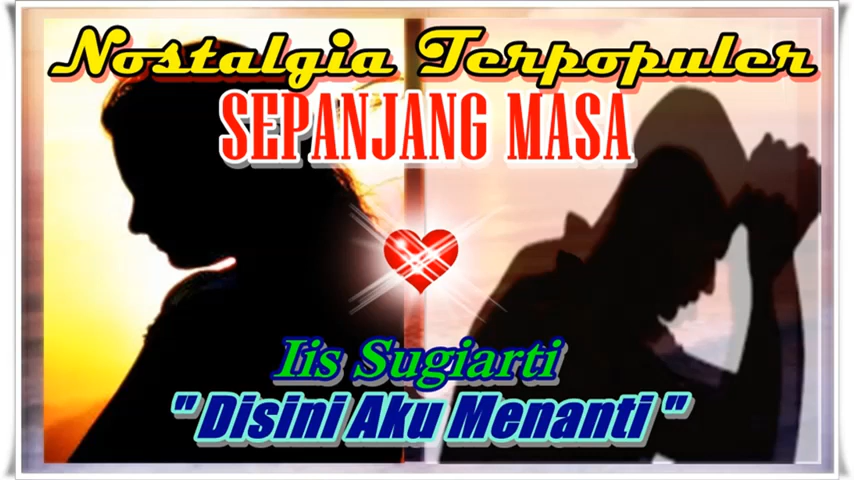 Nostalgia Terpopuler
SEPANJANG MASA
Iis Sugiarti
" Disini Aku Menanti "